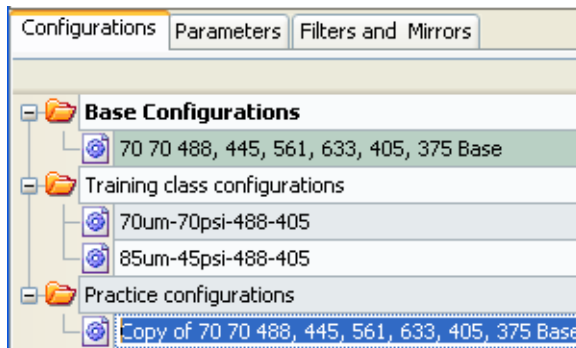 Configurations Parameters Filters and Mirrors
Base Configurations
70 70 488, 445, 561, 633, 405, 375 Base
Training class configurations
70um-70psi-488-405
85um-45psi-488-405
Practice configurations
Copy of 70 70 488, 445, 561, 633, 405, 375 Base